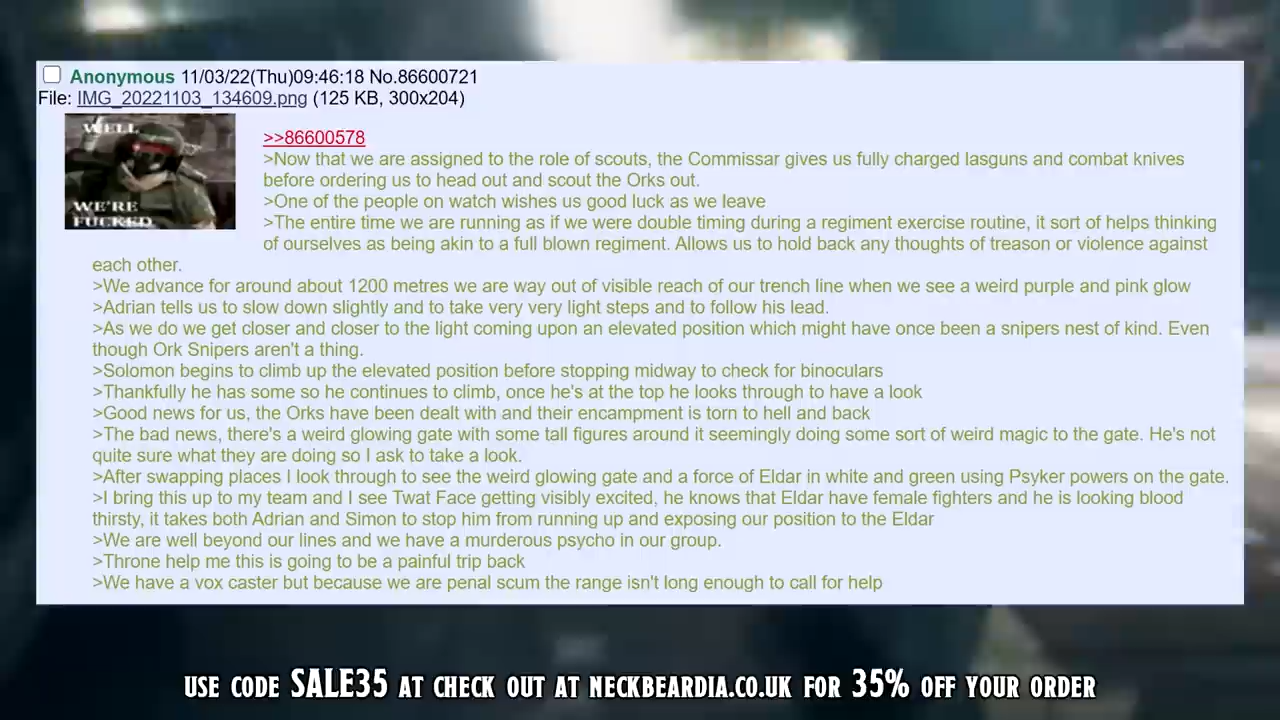 Anonymous 11/03/22(Thu)09:46:18 No.86600721
File: IMG_20221103_134609.png (125 KB, 300x204)
WELL
WE'RE
FUCKED
>>86600578
>Now that we are assigned to the role of scouts, the Commissar gives us fully charged lasguns and combat knives
before ordering us to head out and scout the Orks out.
>One of the people on watch wishes us good luck as we leave
>The entire time we are running as if we were double timing during a regiment exercise routine, it sort of helps thinking
of ourselves as being akin to a full blown regiment. Allows us to hold back any thoughts of treason or violence against
each other.
>We advance for around about 1200 metres we are way out of visible reach of our trench line when we see a weird purple and pink glow
>Adrian tells us to slow down slightly and to take very very light steps and to follow his lead.
>As we do we get closer and closer to the light coming upon an elevated position which might have once been a snipers nest of kind. Even
though Ork Snipers aren't a thing.
>Solomon begins to climb up the elevated position before stopping midway to check for binoculars
>Thankfully he has some so he continues to climb, once he's at the top he looks through to have a look
>Good news for us, the Orks have been dealt with and their encampment is torn to hell and back
>The bad news, there's a weird glowing gate with some tall figures around it seemingly doing some sort of weird magic to the gate. He's not
quite sure what they are doing so I ask to take a look.
>After swapping places I look through to see the weird glowing gate and a force of Eldar in white and green using Psyker powers on the gate.
>I bring this up to my team and I see Twat Face getting visibly excited, he knows that Eldar have female fighters and he is looking blood
thirsty, it takes both Adrian and Simon to stop him from running up and exposing our position to the Eldar
>We are well beyond our lines and we have a murderous psycho in our group.
>Throne help me this is going to be a painful trip back
>We have a vox caster but because we are penal scum the range isn't long enough to call for help
USE CODE SALE35 AT CHECK OUT AT NECKBEARDIA.CO.UK FOR 35% OFF YOUR ORDER